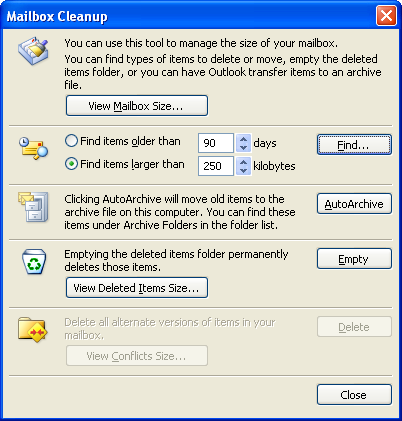 Mailbox Cleanup
You can use this tool to manage the size of your mailbox.
You can find types of items to delete or move, empty the deleted
items folder, or you can have Outlook transfer items to an archive
file.
View Mailbox Size...
Find items older than 90 days Find...
Find items larger than 250 kilobytes
Clicking AutoArchive will move old items to the AutoArchive
archive file on this computer. You can find these
items under Archive Folders in the folder list.
Emptying the deleted items folder permanently Empty
deletes those items.
View Deleted Items Size...
Delete all alternate versions of items in your Delete
mailbox.
View Conflicts Size...
Close